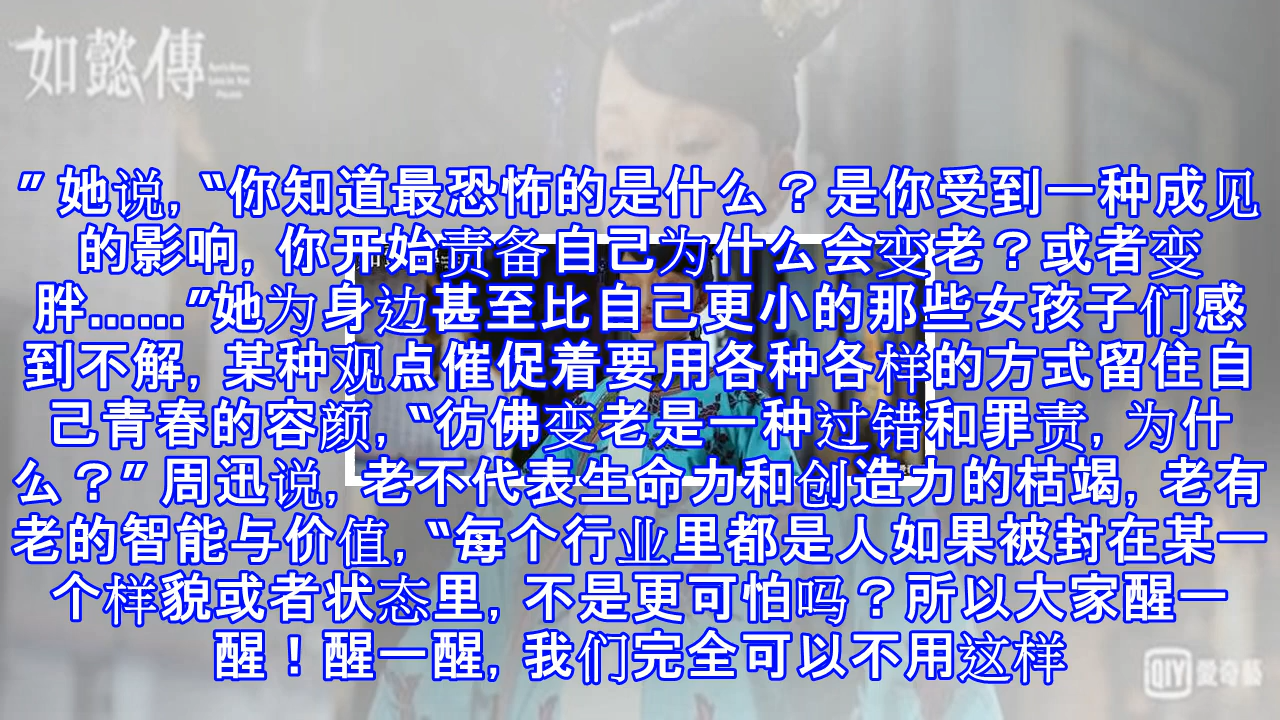 如懿傳
” 她说, “你知道最恐怖的是什么？是你受到一种成见
的影响, 你开始责备自己为什么会变老？或者变
胖......”她为身边甚至比自己更小的那些女孩子们感
到不解, 某种观点催促着要用各种各样的方式留住自
己青春的容颜, “彷佛变老是一种过错和罪责, 为什
么？” 周迅说, 老不代表生命力和创造力的枯竭, 老有
老的智能与价值, “每个行业里都是人如果被封在某一
个样貌或者状态里, 不是更可怕吗？所以大家醒一
醒！醒一醒, 我们完全可以不用这样
QIY 愛奇藝